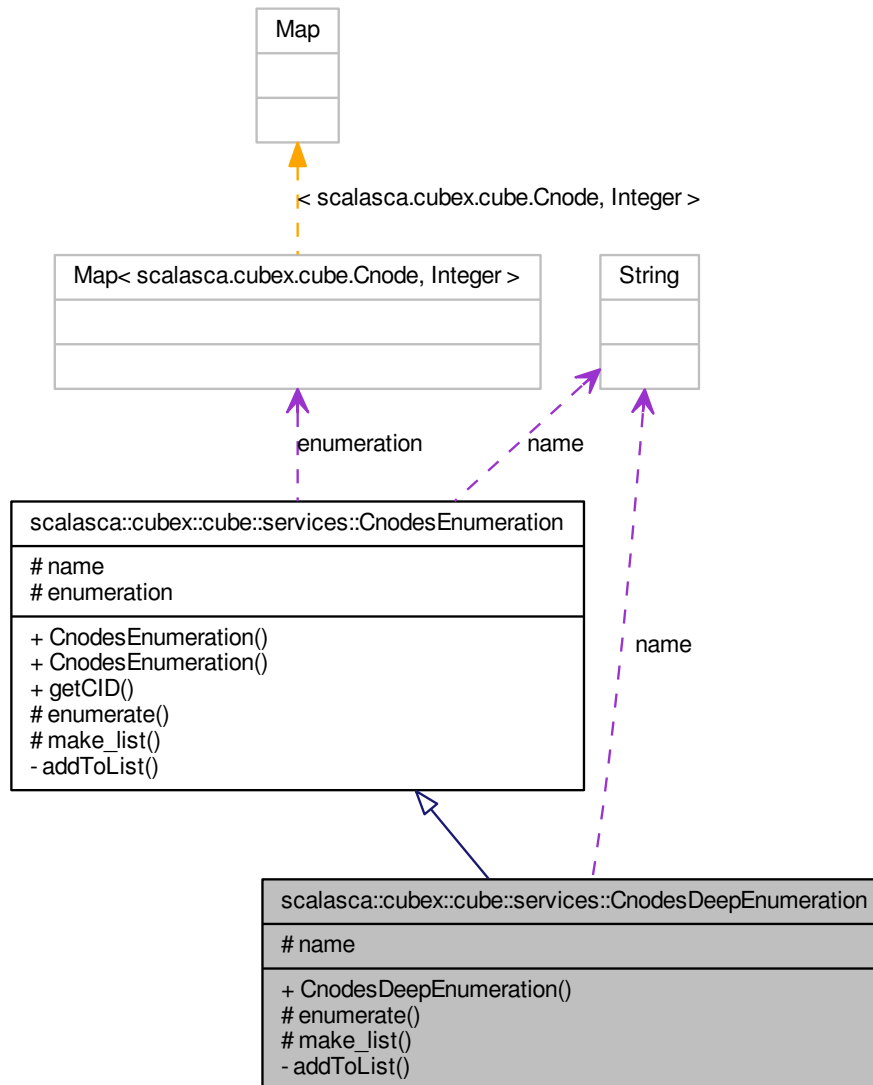 Map
< scalasca.cubex.cube.Cnode, Integer >
Map< scalasca.cubex.cube.Cnode, Integer >
String
enumeration
name
scalasca::cubex::cube::services::CnodesEnumeration
# name
# enumeration
+ CnodesEnumeration()
+ CnodesEnumeration()
+ getCID()
# enumerate()
# make_list()
- addToList()
name
scalasca::cubex::cube::services::CnodesDeepEnumeration
# name
+ CnodesDeepEnumeration()
# enumerate()
# make_list()
- addToList()